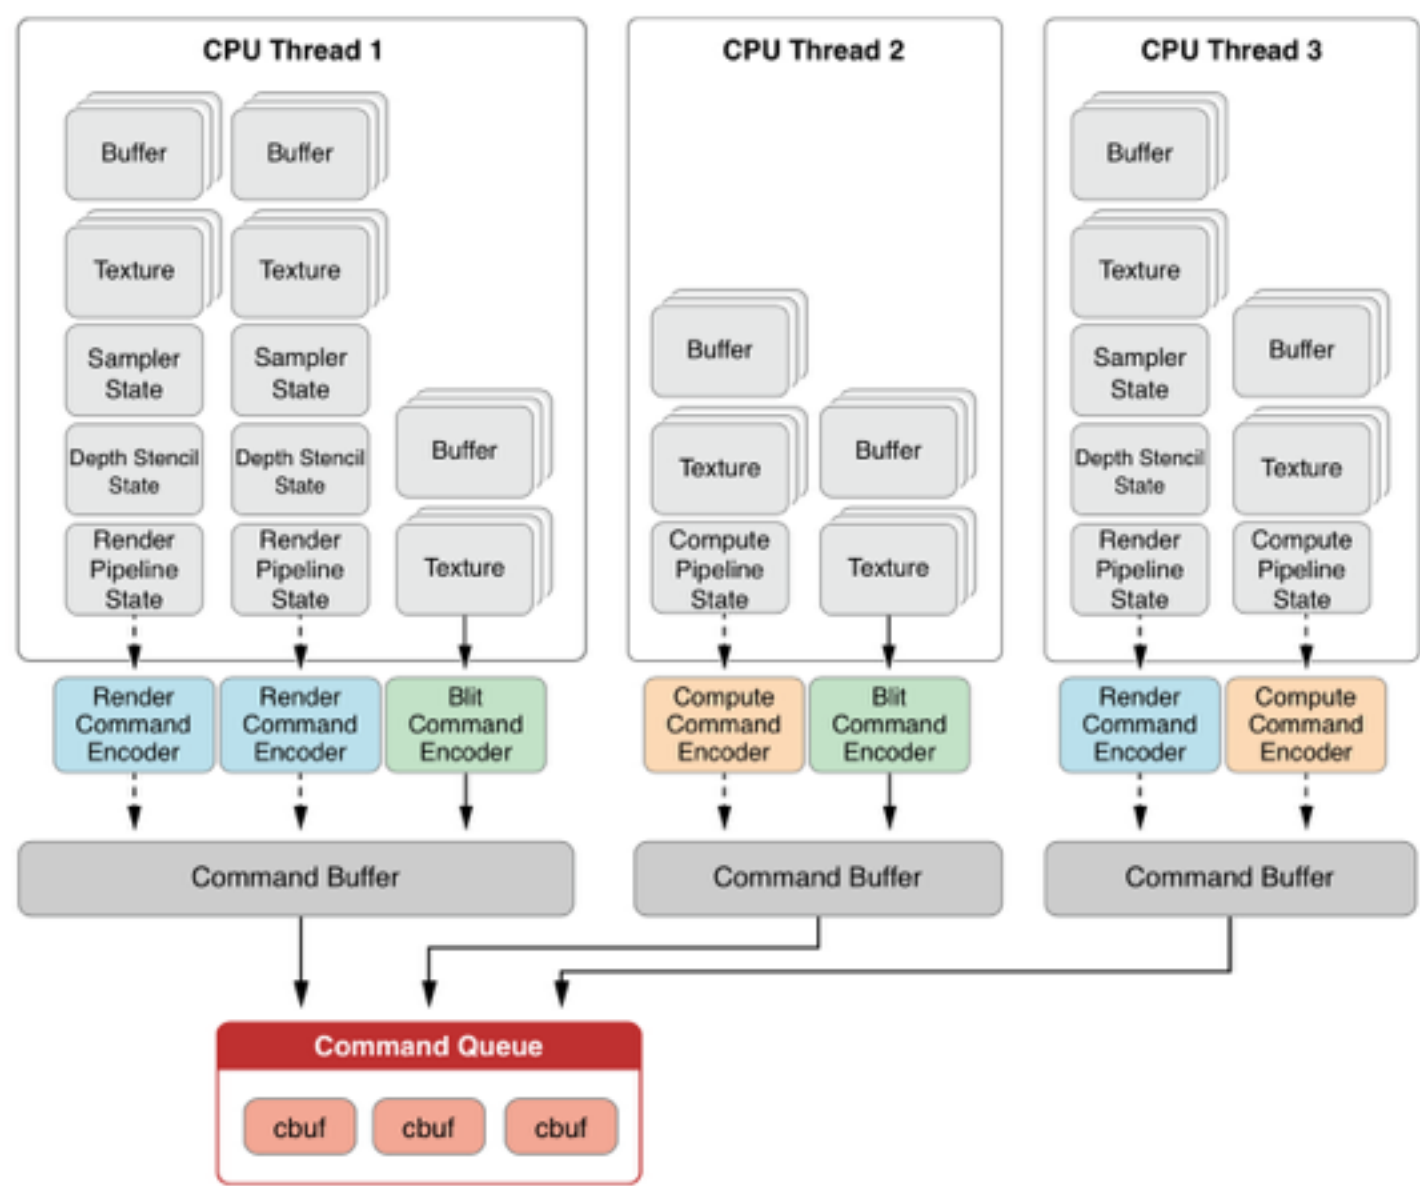 CPU Thread 1
Buffer
Texture
Sampler
State
Depth Stencil
State
Render
Pipeline
State
Buffer
Texture
Sampler
State
Depth Stencil
State
Render
Pipeline
State
Buffer
Texture
Render
Command
Encoder
Render
Command
Encoder
Blit
Command
Encoder
Command Buffer
CPU Thread 2
Buffer
Texture
Compute
Pipeline
State
Buffer
Texture
Compute
Command
Encoder
Blit
Command
Encoder
Command Buffer
CPU Thread 3
Buffer
Texture
Sampler
State
Depth Stencil
State
Render
Pipeline
State
Buffer
Texture
Compute
Pipeline
State
Render
Command
Encoder
Compute
Command
Encoder
Command Buffer
Command Queue
cbuf
cbuf
cbuf